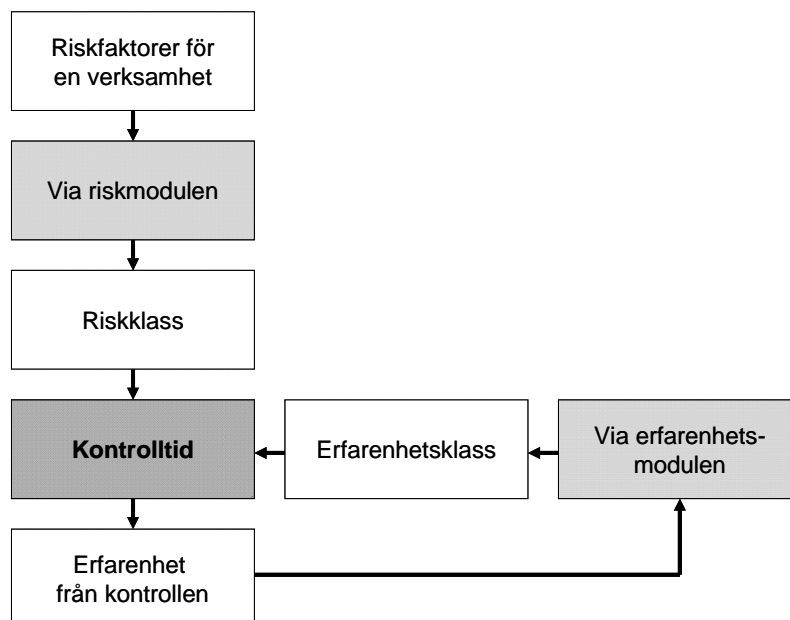 Riskfaktorer för
en verksamhet
Via riskmodulen
Riskklass
Kontrolltid
Erfarenhetsklass
Via erfarenhets-
modulen
Erfarenhet
från kontrollen